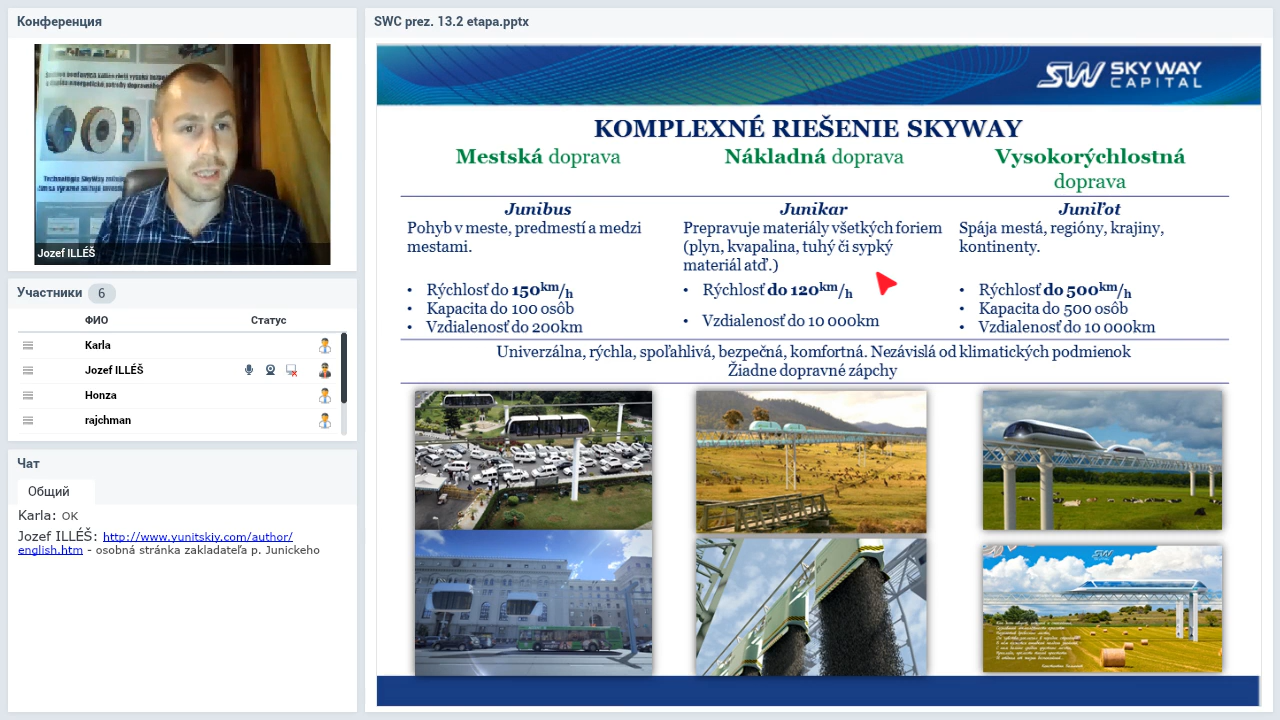 Конференция
Jozef ILLÉŠ
Участники 6
ФИО Статус
Karla
Jozef ILLÉŠ
Honza
rajchman
Чат
Общий
Karla: OK
Jozef ILLÉŠ: http://www.yunitskiy.com/author/
english.htm - osobná stránka zakladateľa p. Junickeho
SWC prez. 13.2 etapa.pptx
SW SKY WAY
CAPITAL
KOMPLEXNÉ RIEŠENIE SKYWAY
Mestská doprava
Junibus
Pohyb v meste, predmestí a medzi
mestami.
• Rýchlosť do 150km/h
• Kapacita do 100 osôb
• Vzdialenosť do 200km
Nákladná doprava
Junikar
Prepravuje materiály všetkých foriem
(plyn, kvapalina, tuhý či sypký
materiál atď.)
• Rýchlosť do 120km/h
• Vzdialenosť do 10 000km
Vysokorýchlostná
doprava
Juniľot
Spája mestá, regióny, krajiny,
kontinenty.
• Rýchlosť do 500km/h
• Kapacita do 500 osôb
• Vzdialenosť do 10 000km
Univerzálna, rýchla, spoľahlivá, bezpečná, komfortná. Nezávislá od klimatických podmienok
Žiadne dopravné zápchy